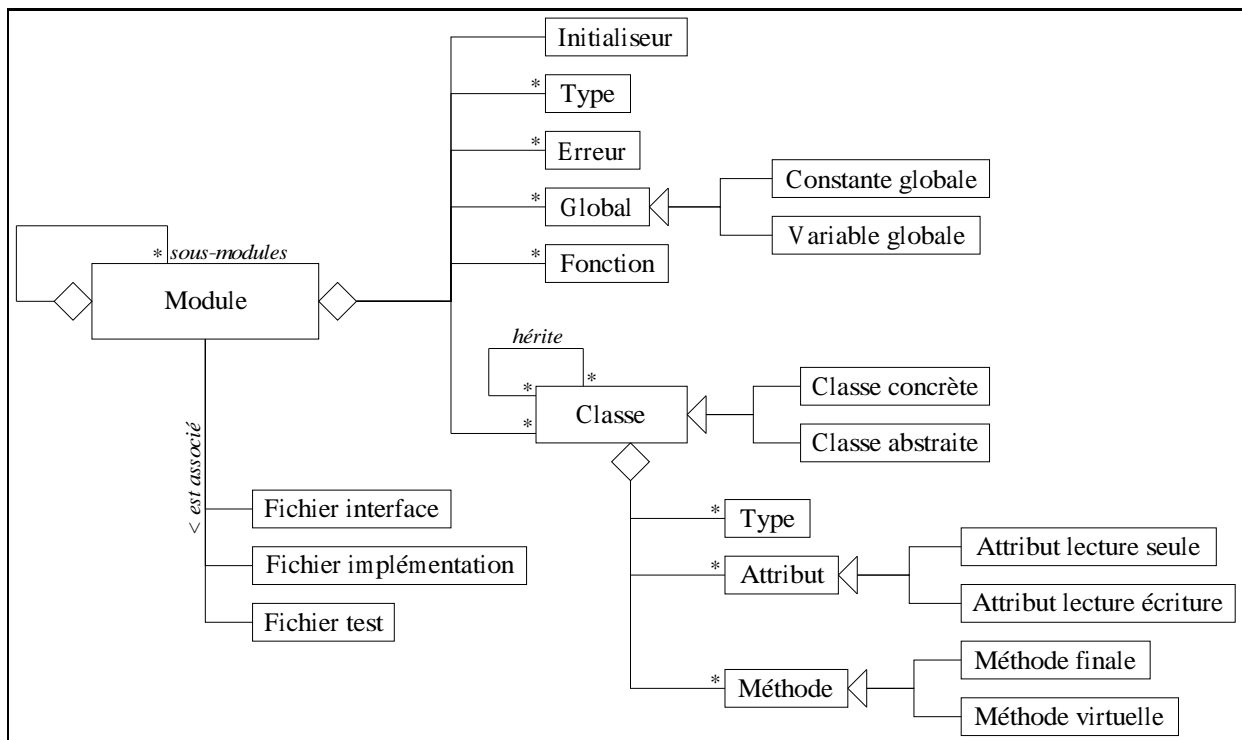 Initialiseur
* Type
* Erreur
* Global
Constante globale
Variable globale
* Fonction
* sous-modules
Module
hérite
*
*
*
Classe
Classe concrète
Classe abstraite
< est associé
Fichier interface
Fichier implémentation
Fichier test
* Type
* Attribut
Attribut lecture seule
Attribut lecture écriture
* Méthode
Méthode finale
Méthode virtuelle